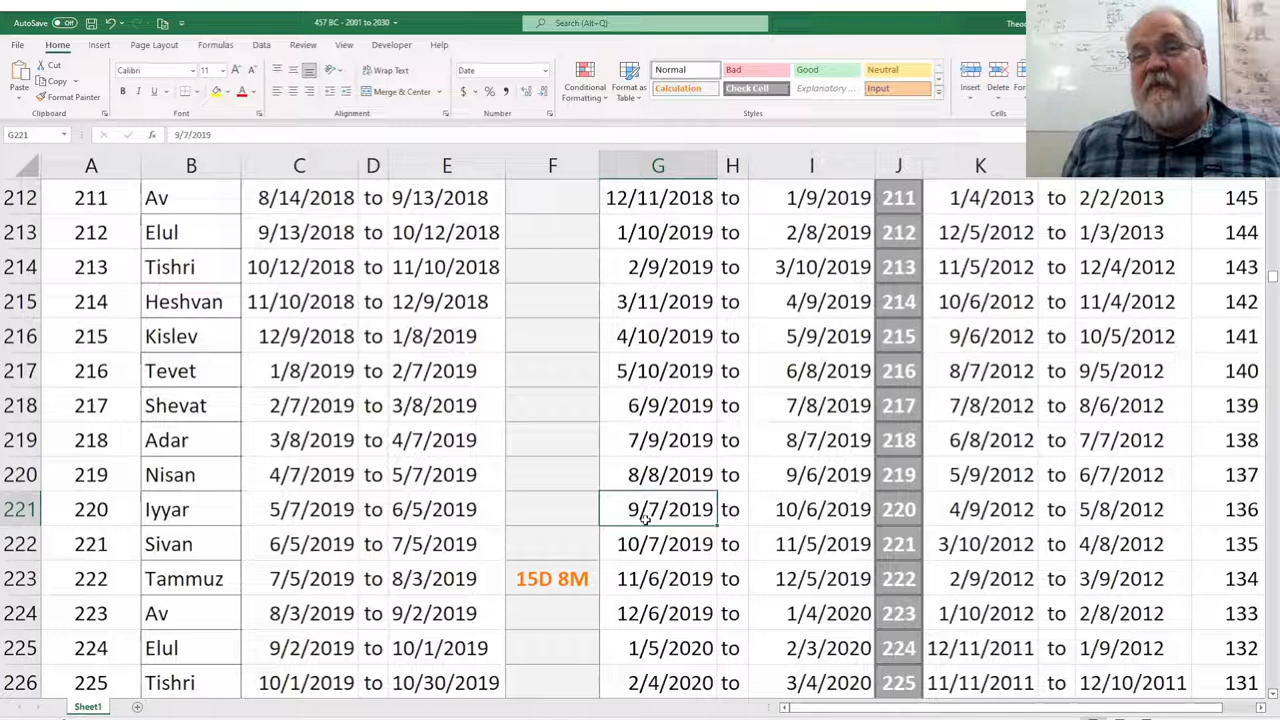 AutoSave Off 457 BC - 2001 to 2030 Search (Alt+Q)
File Home Insert Page Layout Formulas Data Review View Developer Help
Paste Cut Copy Format Painter Clipboard
Calibri 11 B I U A Font
Wrap Text Merge & Center Alignment
Date $ % , Number
Conditional Formatting Format as Table
Normal Bad Good Neutral
Calculation Check Cell Explanatory ... Input
Styles
Insert Delete Cells
G221 fx 9/7/2019
A B C D E F G H I J K
212 211 Av 8/14/2018 to 9/13/2018 12/11/2018 to 1/9/2019 211 1/4/2013 to 2/2/2013 145
213 212 Elul 9/13/2018 to 10/12/2018 1/10/2019 to 2/8/2019 212 12/5/2012 to 1/3/2013 144
214 213 Tishri 10/12/2018 to 11/10/2018 2/9/2019 to 3/10/2019 213 11/5/2012 to 12/4/2012 143
215 214 Heshvan 11/10/2018 to 12/9/2018 3/11/2019 to 4/9/2019 214 10/6/2012 to 11/4/2012 142
216 215 Kislev 12/9/2018 to 1/8/2019 4/10/2019 to 5/9/2019 215 9/6/2012 to 10/5/2012 141
217 216 Tevet 1/8/2019 to 2/7/2019 5/10/2019 to 6/8/2019 216 8/7/2012 to 9/5/2012 140
218 217 Shevat 2/7/2019 to 3/8/2019 6/9/2019 to 7/8/2019 217 7/8/2012 to 8/6/2012 139
219 218 Adar 3/8/2019 to 4/7/2019 7/9/2019 to 8/7/2019 218 6/8/2012 to 7/7/2012 138
220 219 Nisan 4/7/2019 to 5/7/2019 8/8/2019 to 9/6/2019 219 5/9/2012 to 6/7/2012 137
221 220 Iyyar 5/7/2019 to 6/5/2019 9/7/2019 to 10/6/2019 220 4/9/2012 to 5/8/2012 136
222 221 Sivan 6/5/2019 to 7/5/2019 10/7/2019 to 11/5/2019 221 3/10/2012 to 4/8/2012 135
223 222 Tammuz 7/5/2019 to 8/3/2019 15D 8M 11/6/2019 to 12/5/2019 222 2/9/2012 to 3/9/2012 134
224 223 Av 8/3/2019 to 9/2/2019 12/6/2019 to 1/4/2020 223 1/10/2012 to 2/8/2012 133
225 224 Elul 9/2/2019 to 10/1/2019 1/5/2020 to 2/3/2020 224 12/11/2011 to 1/9/2012 132
226 225 Tishri 10/1/2019 to 10/30/2019 2/4/2020 to 3/4/2020 225 11/11/2011 to 12/10/2011 131
Sheet1